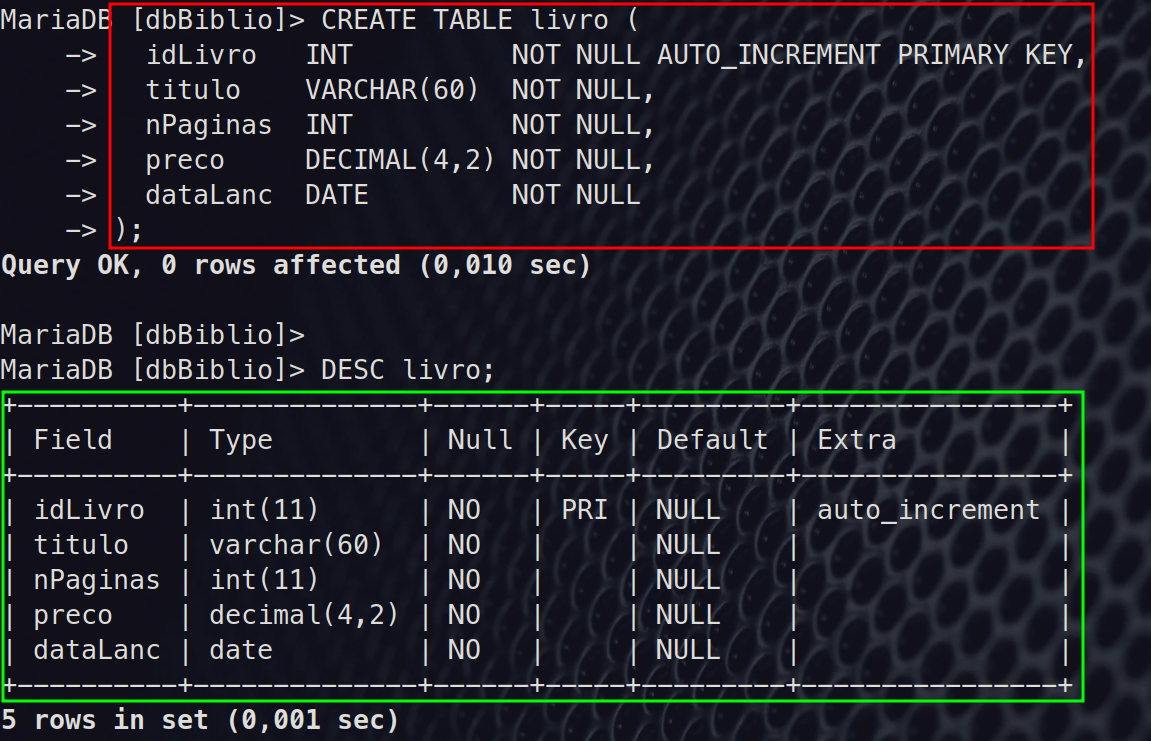 MariaDB [dbBiblio]> CREATE TABLE livro (
    ->   idLivro   INT          NOT NULL AUTO_INCREMENT PRIMARY KEY,
    ->   titulo    VARCHAR(60)  NOT NULL,
    ->   nPaginas  INT          NOT NULL,
    ->   preco     DECIMAL(4,2) NOT NULL,
    ->   dataLanc  DATE         NOT NULL
    -> );
Query OK, 0 rows affected (0,010 sec)

MariaDB [dbBiblio]>
MariaDB [dbBiblio]> DESC livro;
+----------+--------------+------+-----+---------+----------------+
| Field    | Type         | Null | Key | Default | Extra          |
+----------+--------------+------+-----+---------+----------------+
| idLivro  | int(11)      | NO   | PRI | NULL    | auto_increment |
| titulo   | varchar(60)  | NO   |     | NULL    |                |
| nPaginas | int(11)      | NO   |     | NULL    |                |
| preco    | decimal(4,2) | NO   |     | NULL    |                |
| dataLanc | date         | NO   |     | NULL    |                |
+----------+--------------+------+-----+---------+----------------+
5 rows in set (0,001 sec)